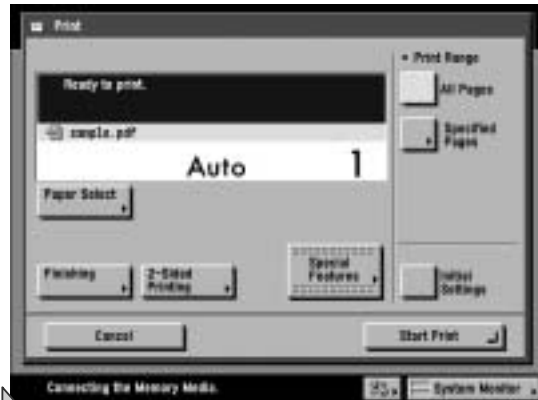 Print
Ready to print.
sample.pdf
Auto 1
Paper Select
Finishing
2-Sided
Printing
Special
Features
Print Range
All Pages
Specified
Pages
Initial
Settings
Cancel
Start Print
Connecting the Memory Media.
System Monitor